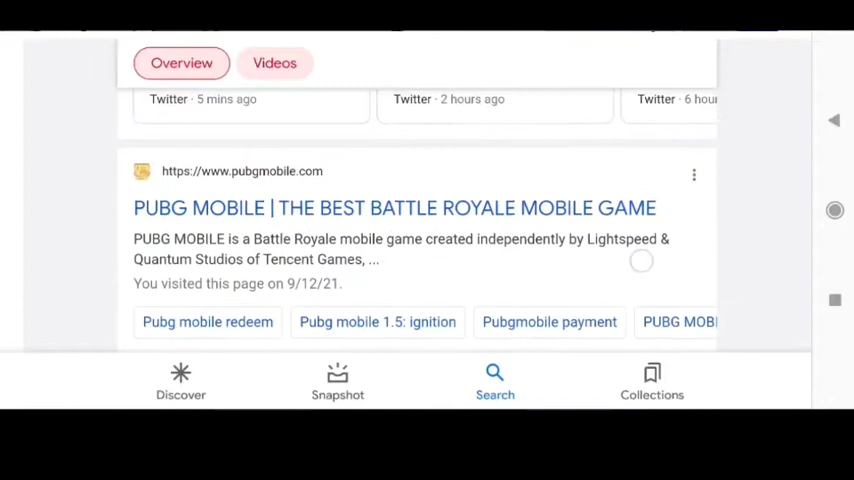 Overview Videos
Twitter · 5 mins ago Twitter · 2 hours ago Twitter · 6 hour
https://www.pubgmobile.com
PUBG MOBILE | THE BEST BATTLE ROYALE MOBILE GAME
PUBG MOBILE is a Battle Royale mobile game created independently by Lightspeed &
Quantum Studios of Tencent Games, ...
You visited this page on 9/12/21.
Pubg mobile redeem Pubg mobile 1.5: ignition Pubgmobile payment PUBG MOBI
Discover Snapshot Search Collections